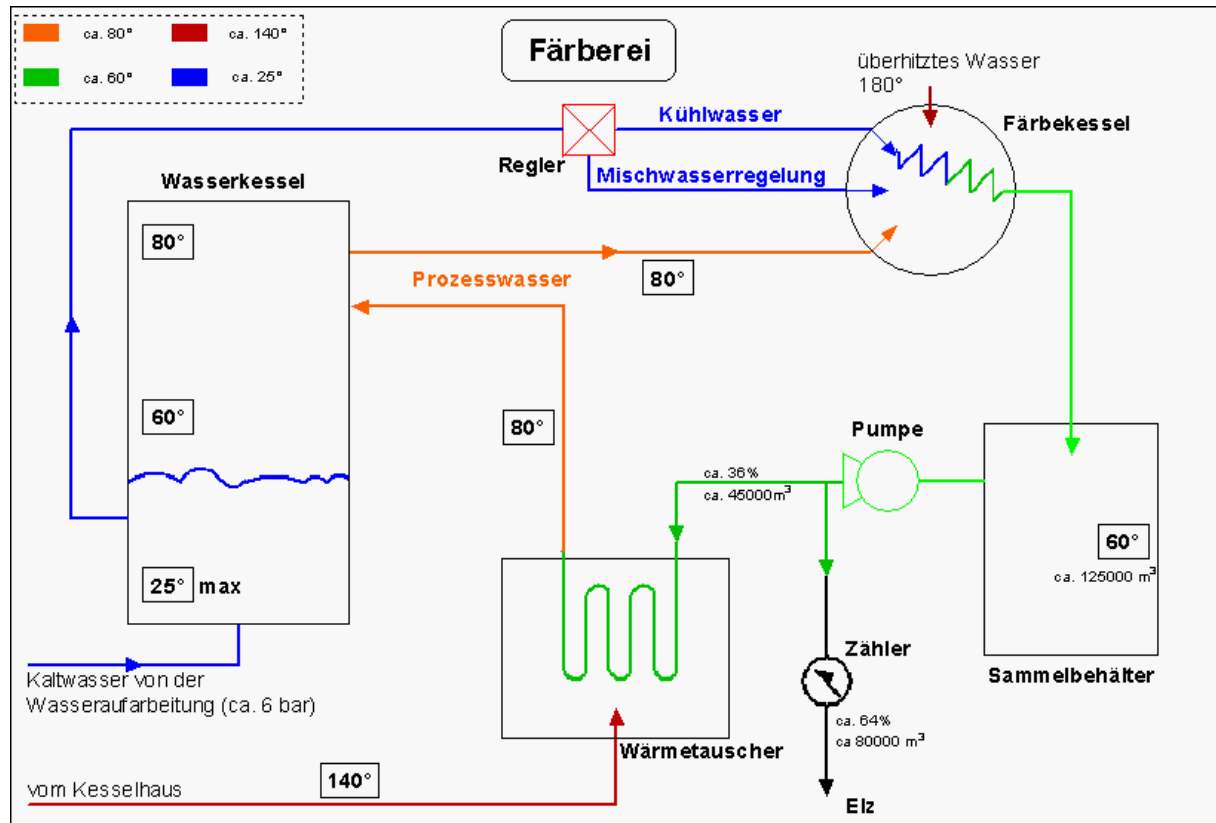 ca. 80°
ca. 140°
ca. 60°
ca. 25°
Färberei
überhitztes Wasser
180°
Kühlwasser
Färbekessel
Regler
Mischwasserregelung
Wasserkessel
80°
Prozesswasser
80°
60°
80°
Pumpe
ca. 36%
ca. 45000m³
60°
ca. 125000 m³
25° max
Zähler
Sammelbehälter
Kaltwasser von der
Wasseraufarbeitung (ca. 6 bar)
ca. 64%
ca 80000 m³
Wärmetauscher
140°
vom Kesselhaus
Elz